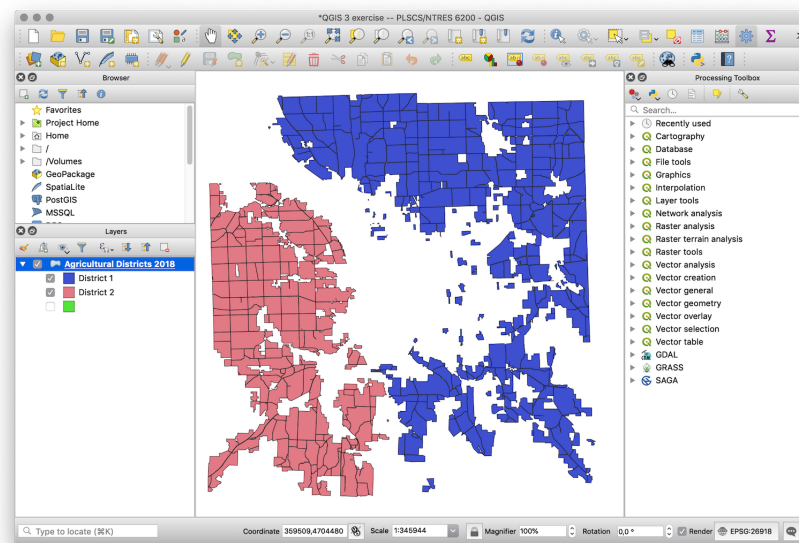 *QGIS 3 exercise -- PLSCS/NTRES 6200 - QGIS
Browser
Favorites
Project Home
Home
/
/Volumes
GeoPackage
SpatiaLite
PostGIS
MSSQL
Layers
Agricultural Districts 2018
District 1
District 2
Processing Toolbox
Search...
Recently used
Cartography
Database
File tools
Graphics
Interpolation
Layer tools
Network analysis
Raster analysis
Raster terrain analysis
Raster tools
Vector analysis
Vector creation
Vector general
Vector geometry
Vector overlay
Vector selection
Vector table
GDAL
GRASS
SAGA
Type to locate (⌘K)
Coordinate 359509,4704480 Scale 1:345944 Magnifier 100% Rotation 0,0 ° Render EPSG:26918